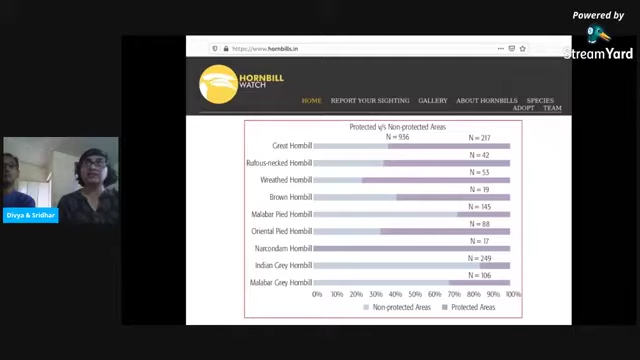 Powered by
StreamYard
https://www.hornbills.in
HORNBILL
WATCH
HOME REPORT YOUR SIGHTING GALLERY ABOUT HORNBILLS SPECIES
ADOPT TEAM
Protected v/s Non-protected Areas
N = 936
Great Hornbill N = 217
Rufous-necked Hornbill N = 42
Wreathed Hornbill N = 53
Brown Hornbill N = 19
Malabar Pied Hornbill N = 145
Oriental Pied Hornbill N = 88
Narcondam Hornbill N = 17
Indian Grey Hornbill N = 249
Malabar Grey Hornbill N = 106
0% 10% 20% 30% 40% 50% 60% 70% 80% 90% 100%
Non-protected Areas Protected Areas
Divya & Sridhar